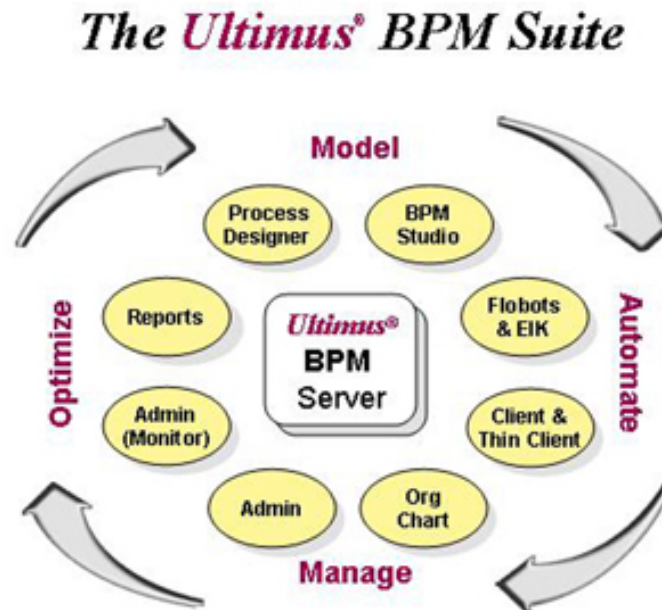 The Ultimus® BPM Suite
Model
Process
Designer
BPM
Studio
Optimize
Reports
Ultimus®
BPM
Server
Flobots
& EIK
Automate
Admin
(Monitor)
Client &
Thin Client
Admin
Org
Chart
Manage